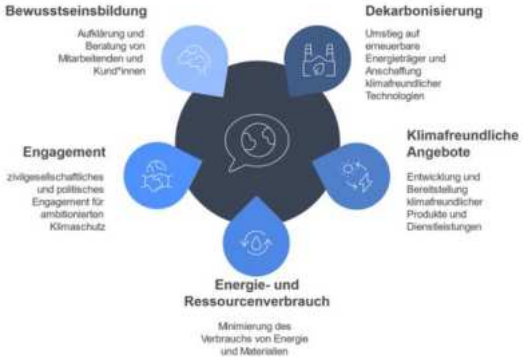 Bewusstseinsbildung
Aufklärung und
Beratung von
Mitarbeitenden und
Kund*innen
Dekarbonisierung
Umstieg auf
erneuerbare
Energieträger und
Anschaffung
klimafreundlicher
Technologien
Engagement
zivilgesellschaftliches
und politisches
Engagement für
ambitionierten
Klimaschutz
Klimafreundliche
Angebote
Entwicklung und
Bereitstellung
klimafreundlicher
Produkte und
Dienstleistungen
Energie- und
Ressourcenverbrauch
Minimierung des
Verbrauchs von Energie
und Materialien